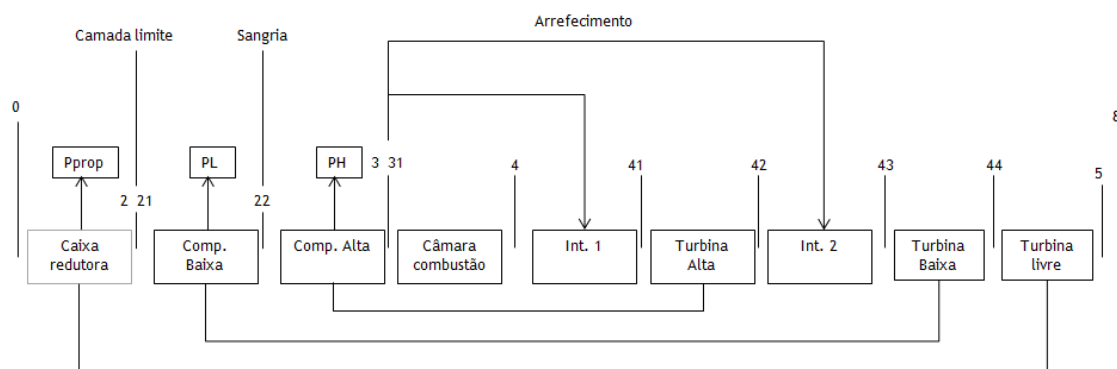 Arrefecimento
Camada limite
Sangria
0
8
Pprop
PL
PH
3 31
4
41
42
43
44
5
2 21
22
Caixa
redutora
Comp.
Baixa
Comp. Alta
Câmara
combustão
Int. 1
Turbina
Alta
Int. 2
Turbina
Baixa
Turbina
livre